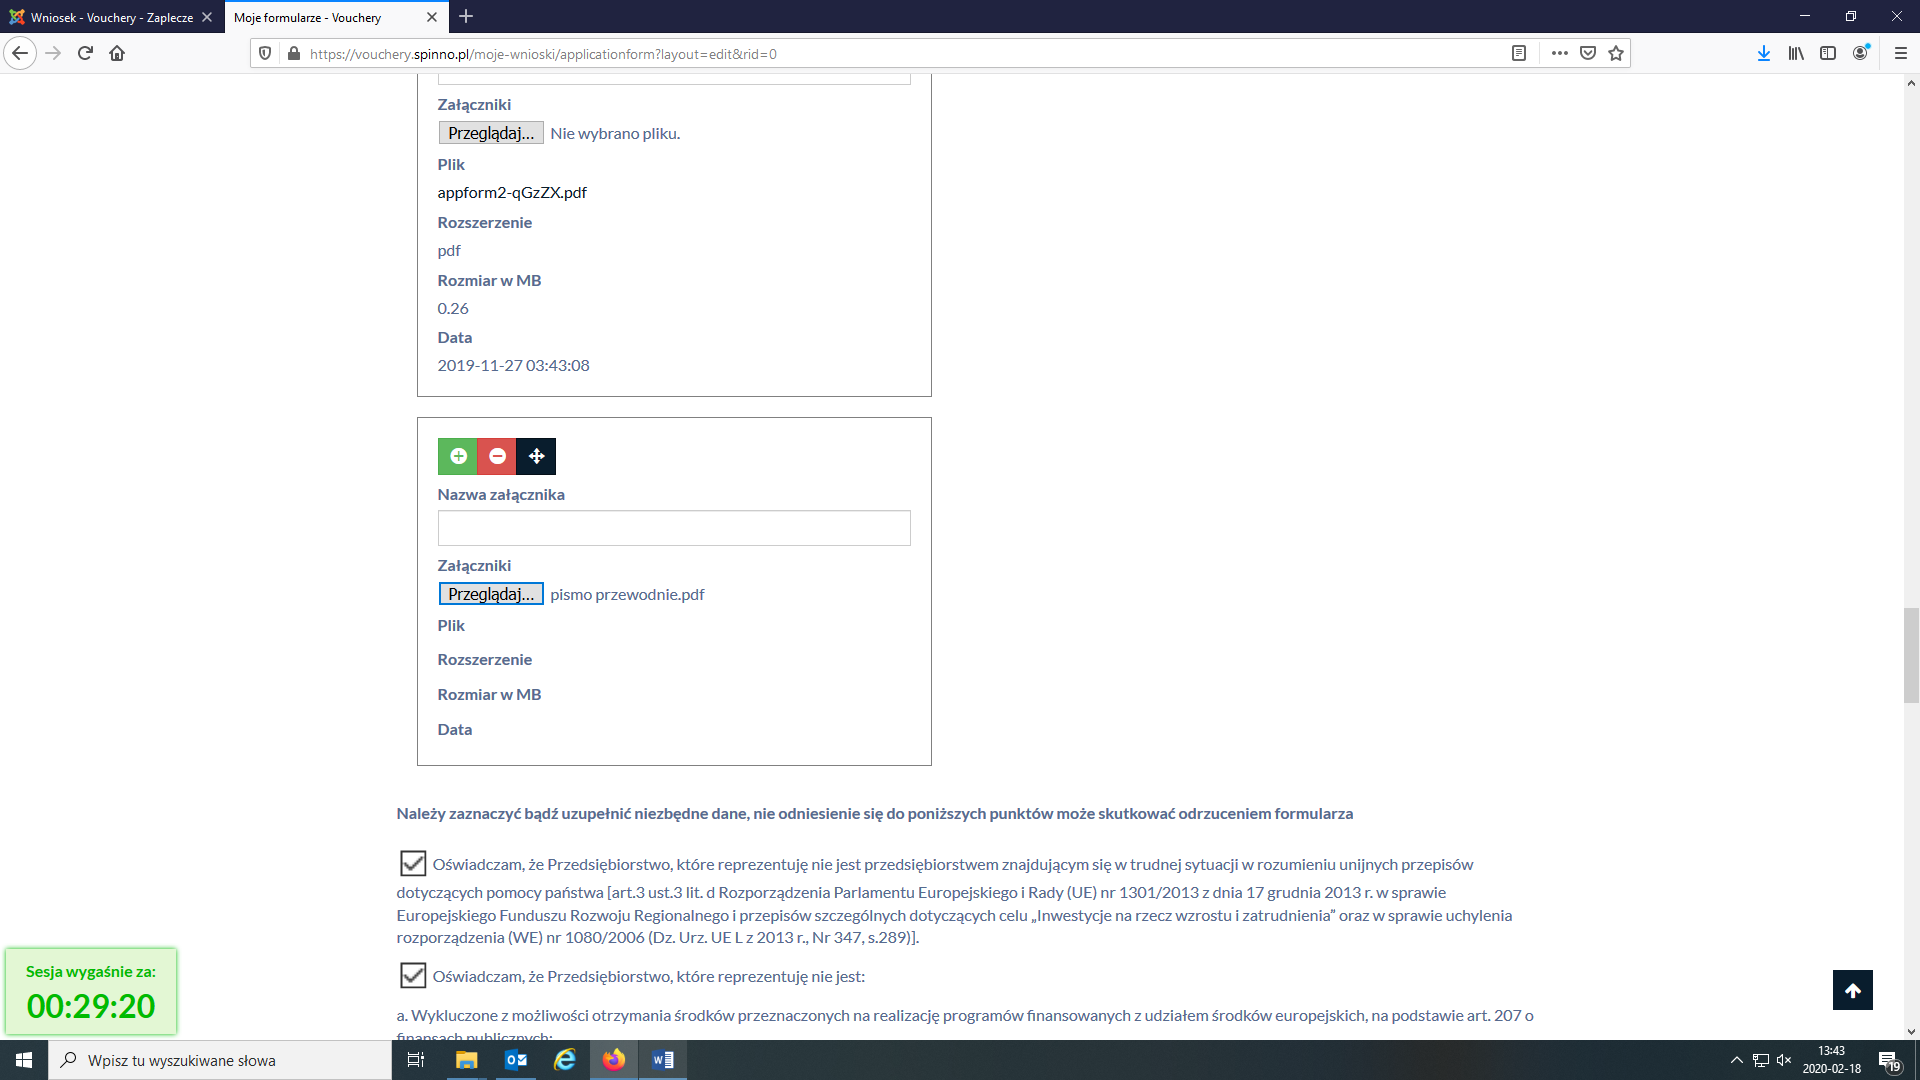 Wniosek - Vouchery - Zaplecze
Moje formularze - Vouchery
https://vouchery.spinno.pl/moje-wnioski/applicationform?layout=edit&rid=0
Załączniki
Przeglądaj... Nie wybrano pliku.
Plik
appform2-qGzZX.pdf
Rozszerzenie
pdf
Rozmiar w MB
0.26
Data
2019-11-27 03:43:08
Nazwa załącznika
Załączniki
Przeglądaj... pismo przewodnie.pdf
Plik
Rozszerzenie
Rozmiar w MB
Data
Należy zaznaczyć bądź uzupełnić niezbędne dane, nie odniesienie się do poniższych punktów może skutkować odrzuceniem formularza
Oświadczam, że Przedsiębiorstwo, które reprezentuję nie jest przedsiębiorstwem znajdującym się w trudnej sytuacji w rozumieniu unijnych przepisów
dotyczących pomocy państwa [art.3 ust.3 lit. d Rozporządzenia Parlamentu Europejskiego i Rady (UE) nr 1301/2013 z dnia 17 grudnia 2013 r. w sprawie
Europejskiego Funduszu Rozwoju Regionalnego i przepisów szczególnych dotyczących celu „Inwestycje na rzecz wzrostu i zatrudnienia” oraz w sprawie uchylenia
rozporządzenia (WE) nr 1080/2006 (Dz. Urz. UE L z 2013 r., Nr 347, s.289)].
Oświadczam, że Przedsiębiorstwo, które reprezentuję nie jest:
a. Wykluczone z możliwości otrzymania środków przeznaczonych na realizację programów finansowanych z udziałem środków europejskich, na podstawie art. 207 o
finansach publicznych;
Sesja wygaśnie za:
00:29:20
Wpisz tu wyszukiwane słowa
13:43
2020-02-18
19